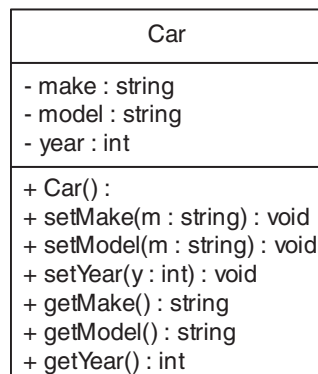 Car
- make : string
- model : string
- year : int
+ Car() :
+ setMake(m : string) : void
+ setModel(m : string) : void
+ setYear(y : int) : void
+ getMake() : string
+ getModel() : string
+ getYear() : int